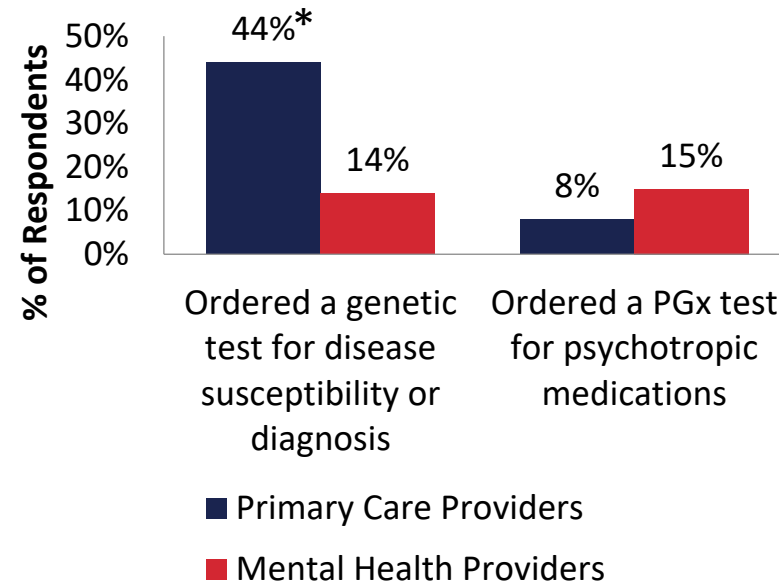 % of Respondents
50%
40%
30%
20%
10%
0%
44%*
14%
8%
15%
Ordered a genetic
test for disease
susceptibility or
diagnosis
Ordered a PGx test
for psychotropic
medications
Primary Care Providers
Mental Health Providers